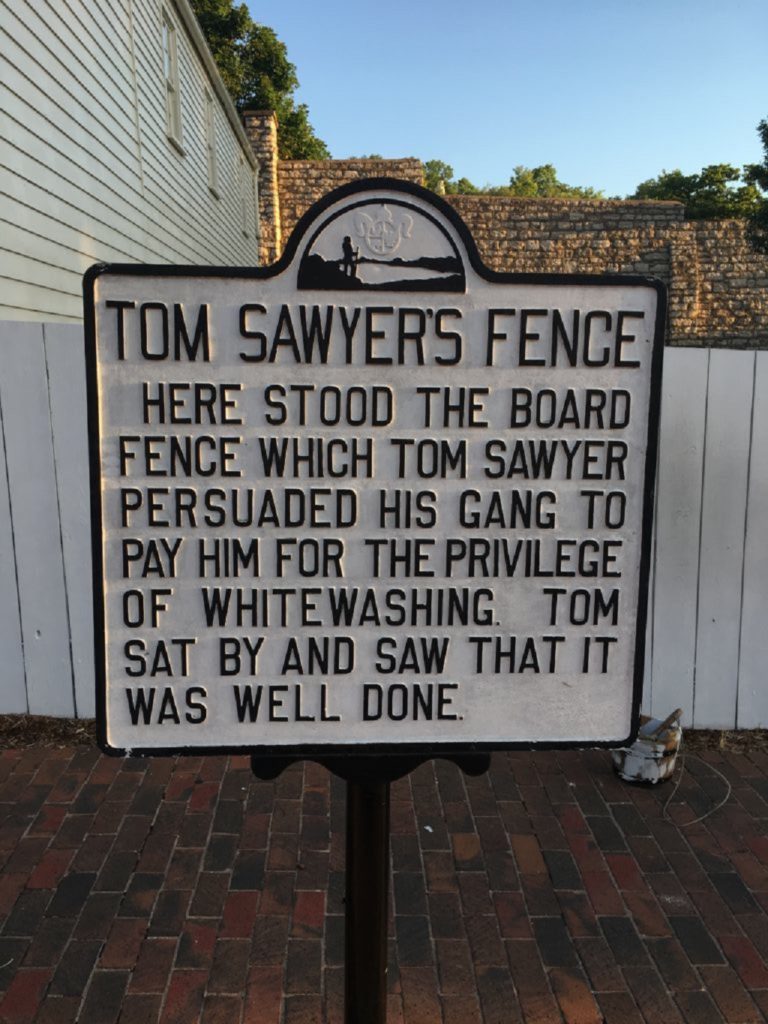 TOM SAWYER'S FENCE
HERE STOOD THE BOARD
FENCE WHICH TOM SAWYER
PERSUADED HIS GANG TO
PAY HIM FOR THE PRIVILEGE
OF WHITEWASHING. TOM
SAT BY AND SAW THAT IT
WAS WELL DONE.